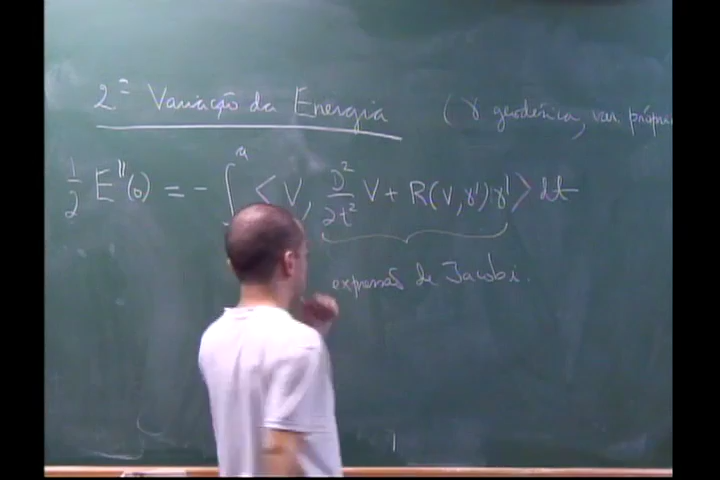 2ª Variação da Energia (γ geodésica, var. própria
½ E''(0) = - ∫ᵃ < V, D²/∂t² V + R(V, γ')γ' > dt
expressão de Jacobi.